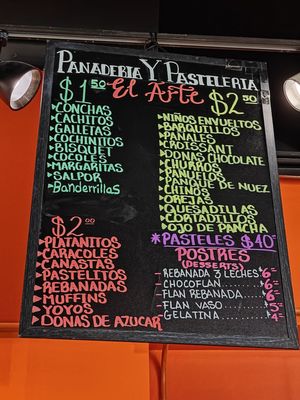 Panaderia Y Pasteleria
El Arte
$1.50
Conchas
Cachitos
Galletas
Cochinitos
Bisquet
Cocoles
Margaritas
Salpor
Banderrillas
$2.00
Platanitos
Caracoles
Canastas
Pastelitos
Rebanadas
Muffins
Yoyos
Donas de Azucar
$2.50
Niños Envueltos
Barquillos
Panales
Croissant
Donas Chocolate
Churros
Panuelos
Panque de Nuez
Chinos
Orejas
Quesadillas
Cortadillos
Ojo de Pancha
*Pasteles $40
Postres
(Desserts)
Rebanada 3 Leches $6
Chocoflan $6
Flan Rebanada $6
Flan Vaso $5
Gelatina $4